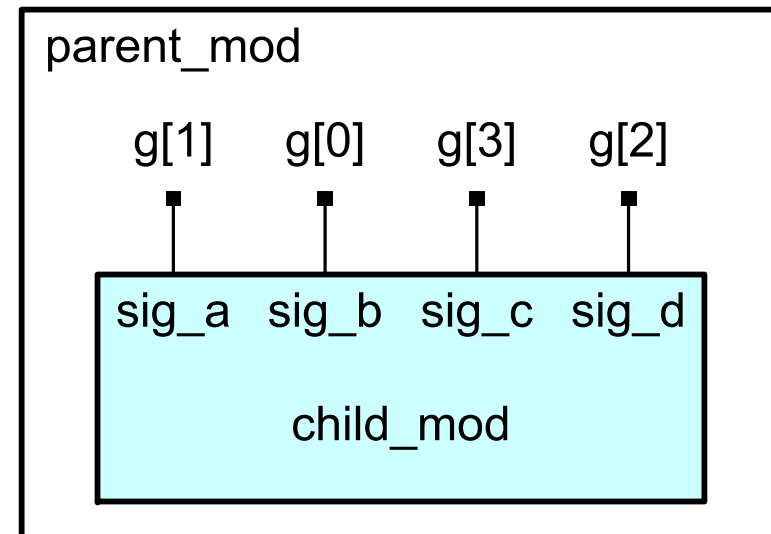 parent_mod
g[1] g[0] g[3] g[2]
sig_a sig_b sig_c sig_d
child_mod